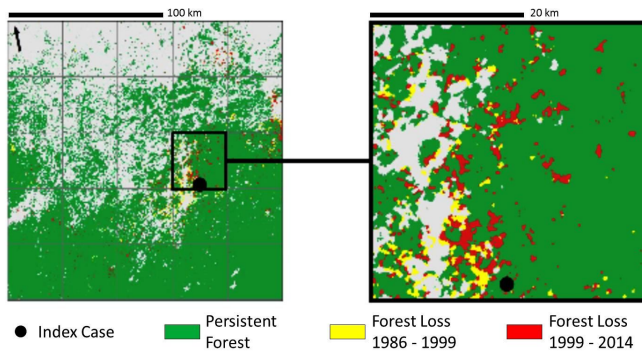 100 km
20 km
Index Case
Persistent
Forest
Forest Loss
1986 - 1999
Forest Loss
1999 - 2014